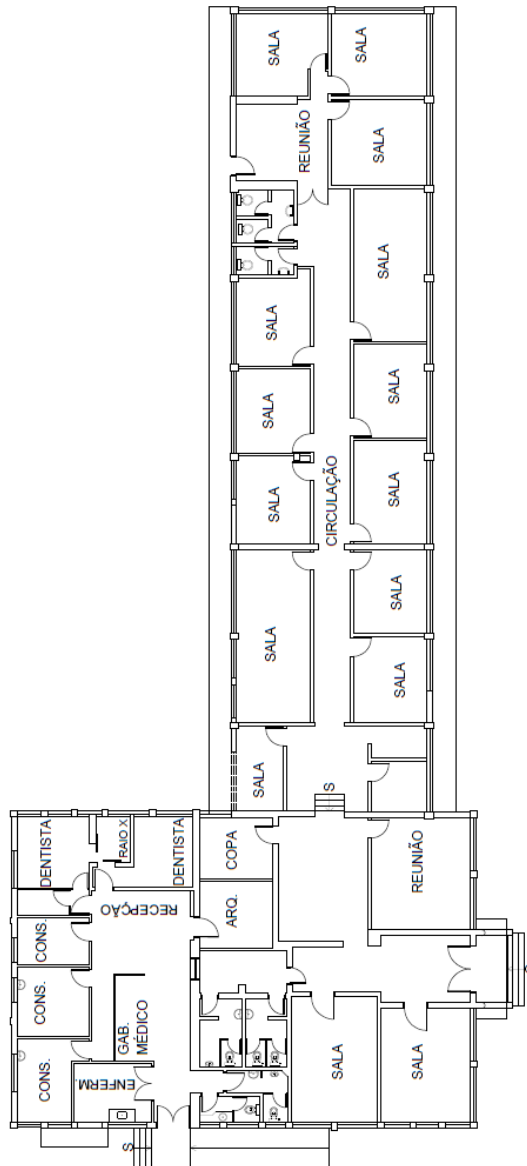 SALA
SALA
REUNIÃO
SALA
SALA
SALA
SALA
SALA
CIRCULAÇÃO
SALA
SALA
SALA
SALA
SALA
SALA
S
DENTISTA
RAIO X
DENTISTA
COPA
REUNIÃO
RECEPÇÃO
ARQ.
CONS.
CONS.
GAB.
MÉDICO
CONS.
ENFERM.
SALA
SALA
S